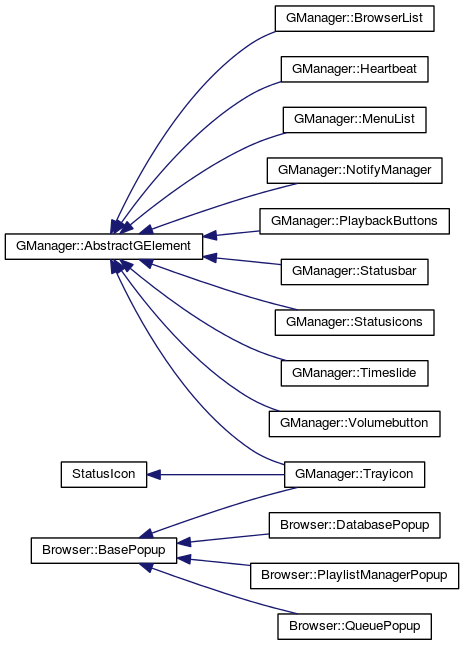 GManager::BrowserList
GManager::Heartbeat
GManager::MenuList
GManager::NotifyManager
GManager::PlaybackButtons
GManager::AbstractGElement
GManager::Statusbar
GManager::Statusicons
GManager::Timeslide
GManager::Volumebutton
StatusIcon
GManager::Trayicon
Browser::DatabasePopup
Browser::BasePopup
Browser::PlaylistManagerPopup
Browser::QueuePopup